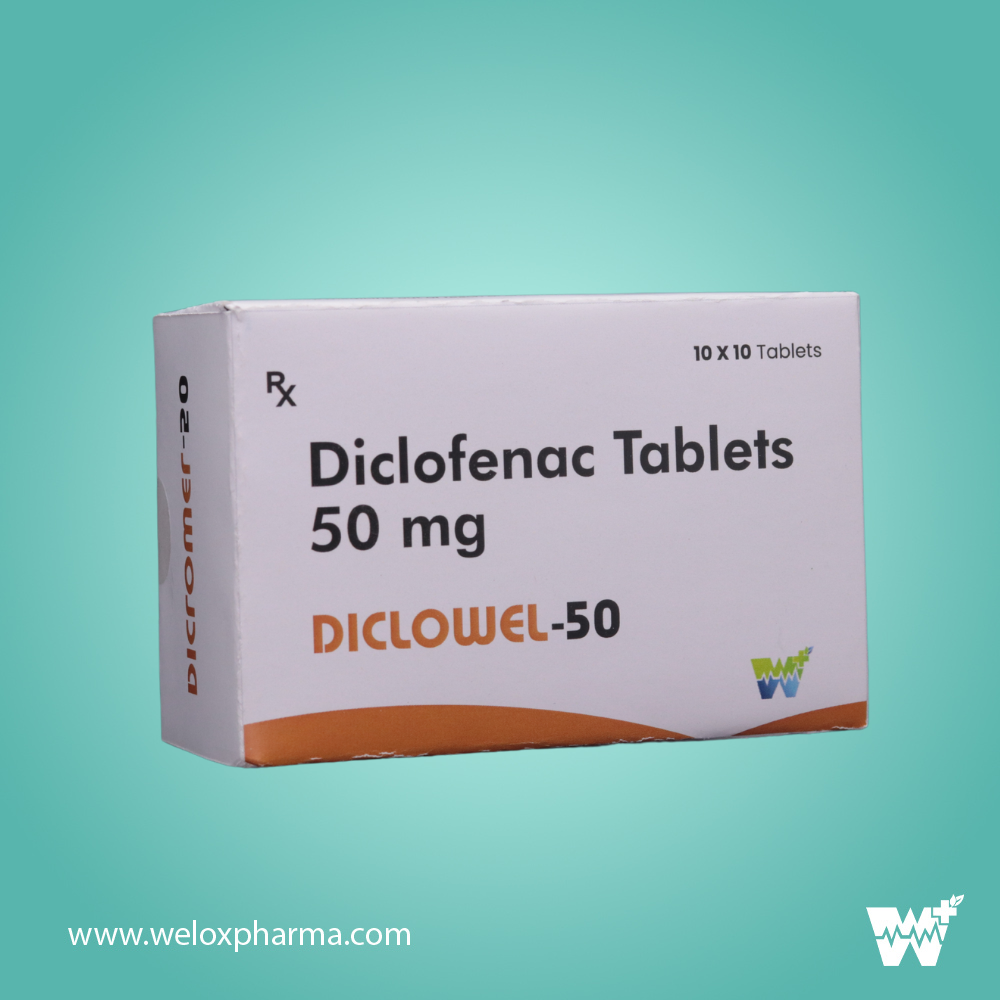 Rx
10 X 10 Tablets
Diclofenac Tablets
50 mg
DICLOWEL-50
DICLOWEL-50
www.weloxpharma.com